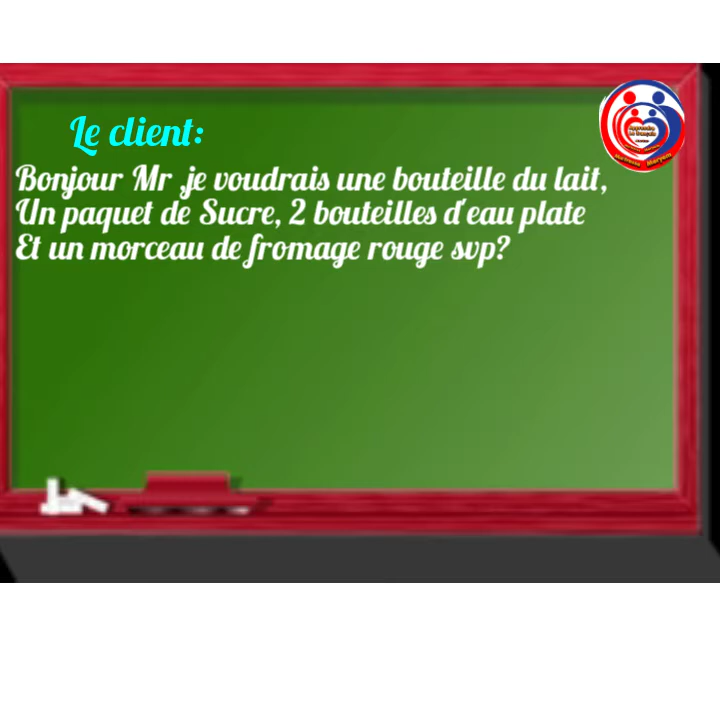 Le client:
Bonjour Mr ,je voudrais une bouteille du lait,
Un paquet de Sucre, 2 bouteilles d'eau plate
Et un morceau de fromage rouge svp?